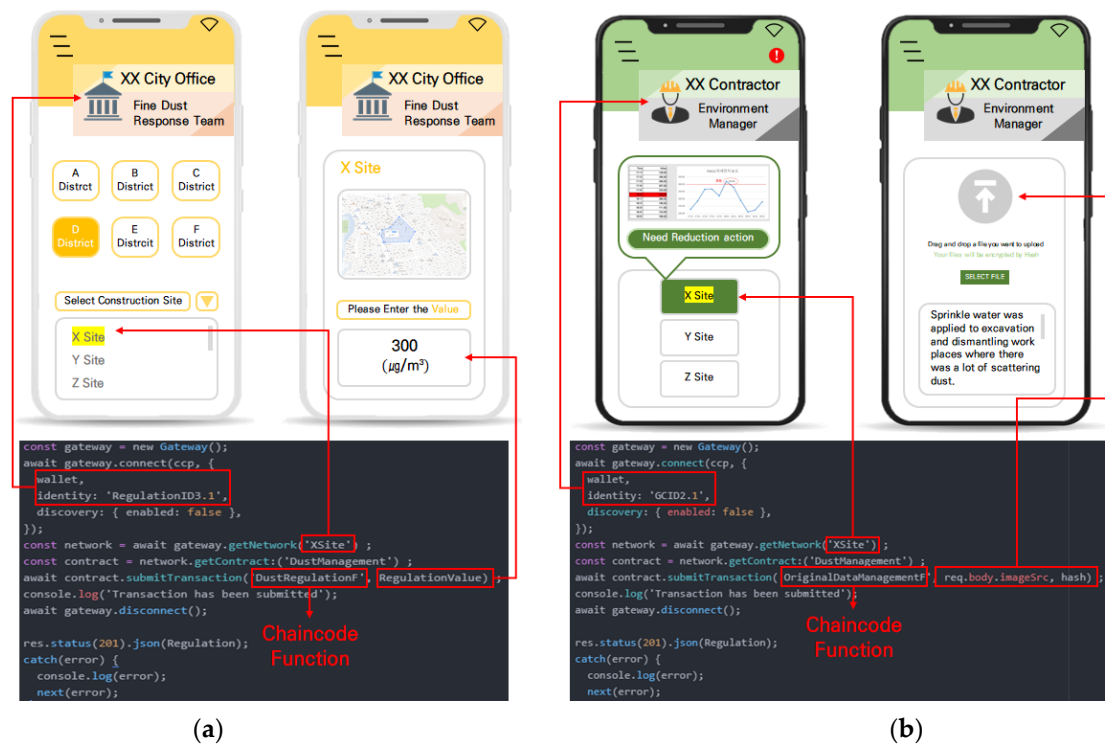 XX City Office
Fine Dust
Response Team
A
Distrct
B
District
C
District
D
District
E
Distrcit
F
District
Select Construction Site
X Site
Y Site
Z Site
XX City Office
Fine Dust
Response Team
X Site
Please Enter the Value
300
(㎍/m³)
const gateway = new Gateway();
await gateway.connect(ccp, {
wallet,
identity: 'RegulationID3.1',
discovery: { enabled: false },
});
const network = await gateway.getNetwork('XSite') ;
const contract = network.getContract:('DustManagement') ;
await contract.submitTransaction('DustRegulationF', RegulationValue) ;
console.log('Transaction has been submitted');
await gateway.disconnect();
res.status(201).json(Regulation);
catch(error) {
console.log(error);
next(error);
Chaincode
Function
(a)
XX Contractor
Environment
Manager
Need Reduction action
X Site
Y Site
Z Site
XX Contractor
Environment
Manager
Drag and drop a file you want to upload
Your files will be encrypted by Hash
SELECT FILE
Sprinkle water was
applied to excavation
and dismantling work
places where there
was a lot of scattering
dust.
const gateway = new Gateway();
await gateway.connect(ccp, {
wallet,
identity: 'GCID2.1',
discovery: { enabled: false },
});
const network = await gateway.getNetwork('XSite') ;
const contract = network.getContract:('DustManagement') ;
await contract.submitTransaction( OriginalDataManagementF' req.body.imageSrc, hash) ;
console.log('Transaction has been submitted');
await gateway.disconnect();
res.status(201).json(Regulation);
catch(error) {
console.log(error);
next(error);
Chaincode
Function
(b)